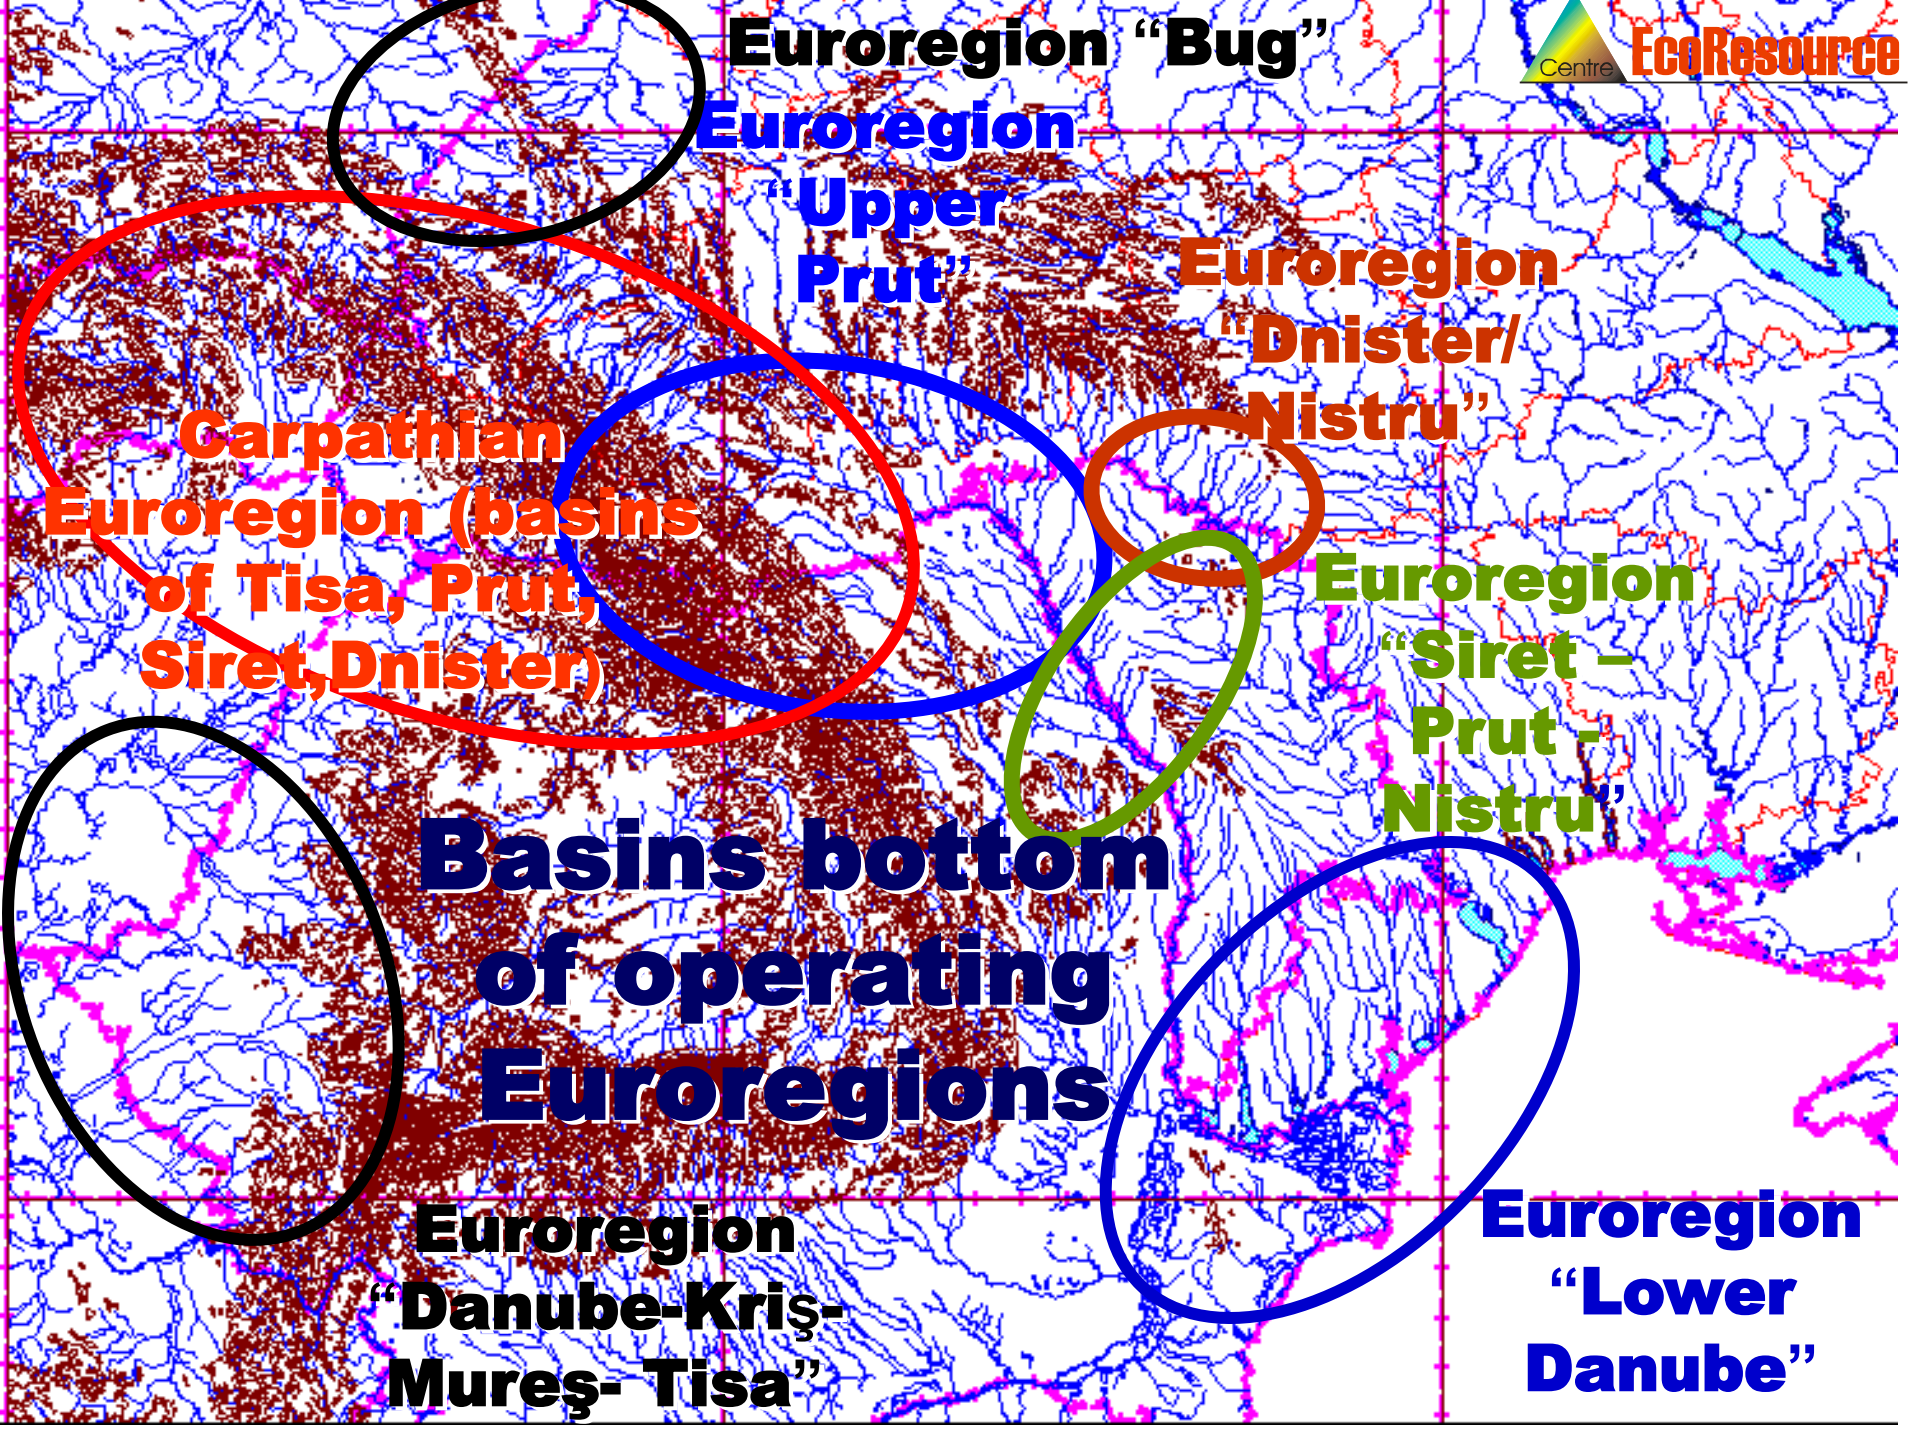 Euroregion “Bug”
Centre EcoResource
Euroregion
“Upper
Prut”
Euroregion
“Dnister/
Nistru”
Carpathian
Euroregion (basins
of Tisa, Prut,
Siret,Dnister)
Euroregion
“Siret –
Prut -
Nistru”
Basins bottom
of operating
Euroregions
Euroregion
“Danube-Kriş-
Mureş- Tisa”
Euroregion
“Lower
Danube”